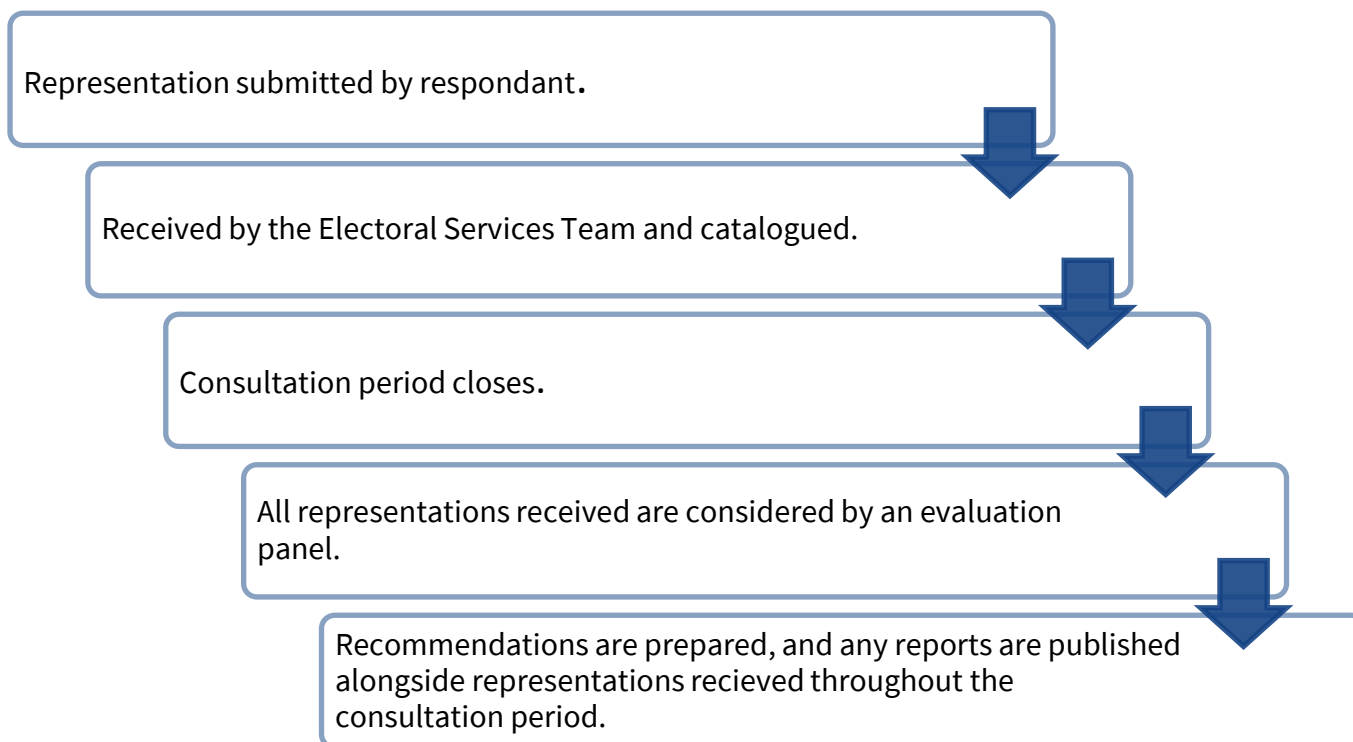 Representation submitted by respondant.
Received by the Electoral Services Team and catalogued.
Consultation period closes.
All representations received are considered by an evaluation
panel.
Recommendations are prepared, and any reports are published
alongside representations recieved throughout the
consultation period.